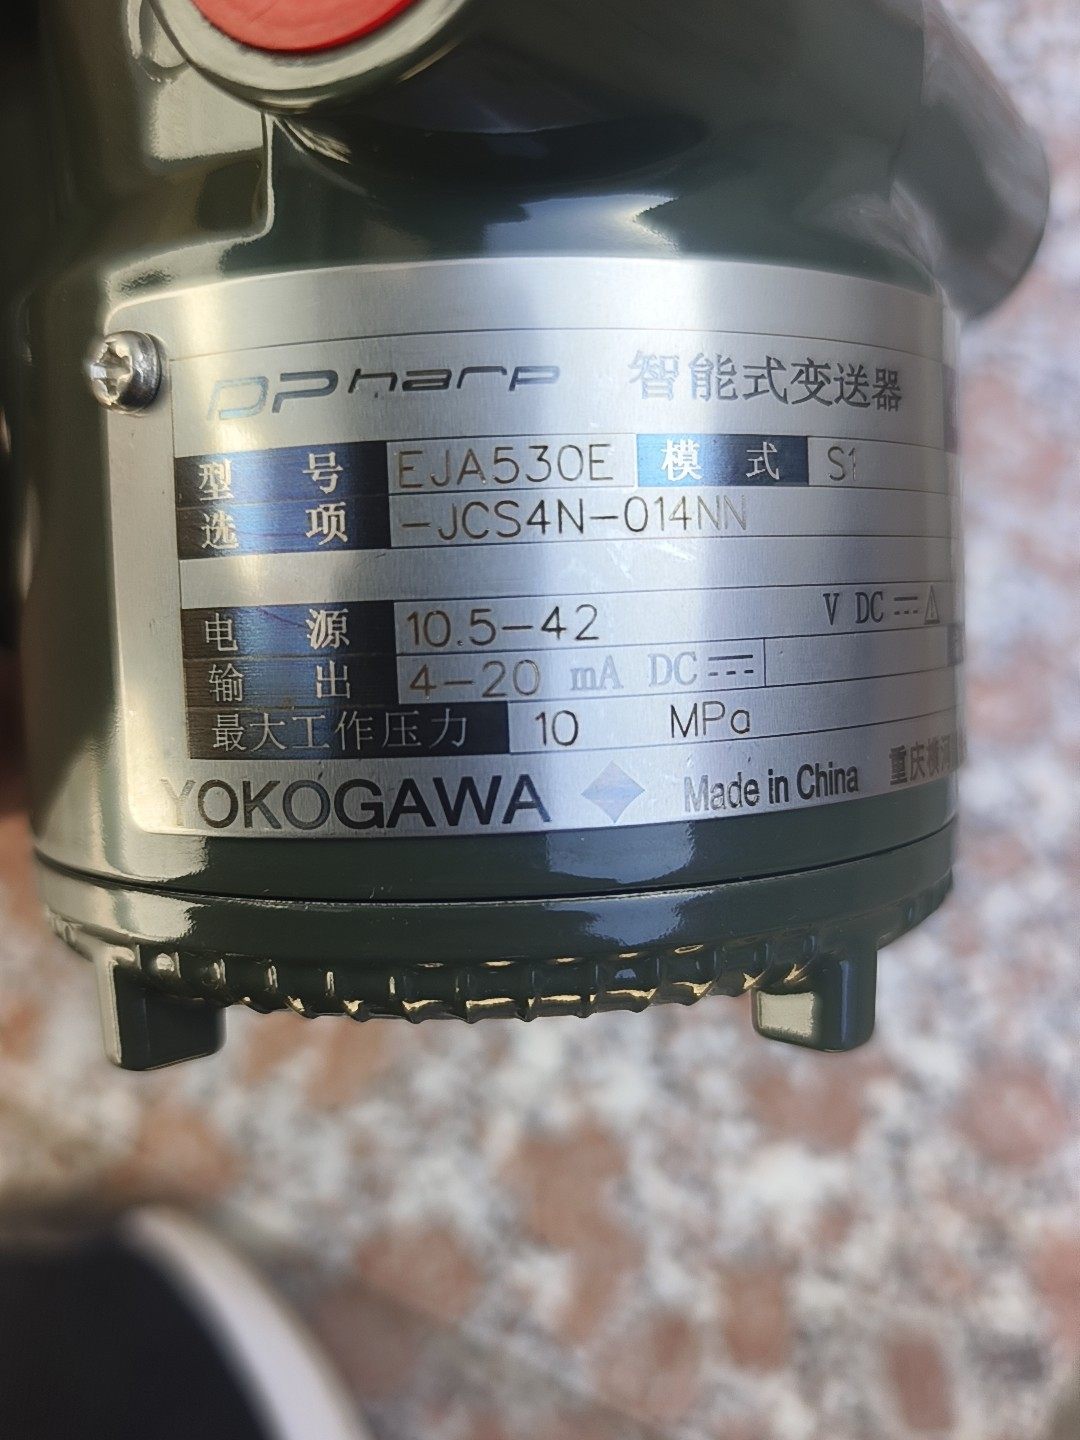 DPharp 智能式变送器
型号 EJA530E 模式 S1
选项 -JCS4N-014NN
电源 10.5-42 V DC ⎓ ⚠
输出 4-20 mA DC ⎓
最大工作压力 10 MPa
YOKOGAWA ◆ Made in China 重庆横河